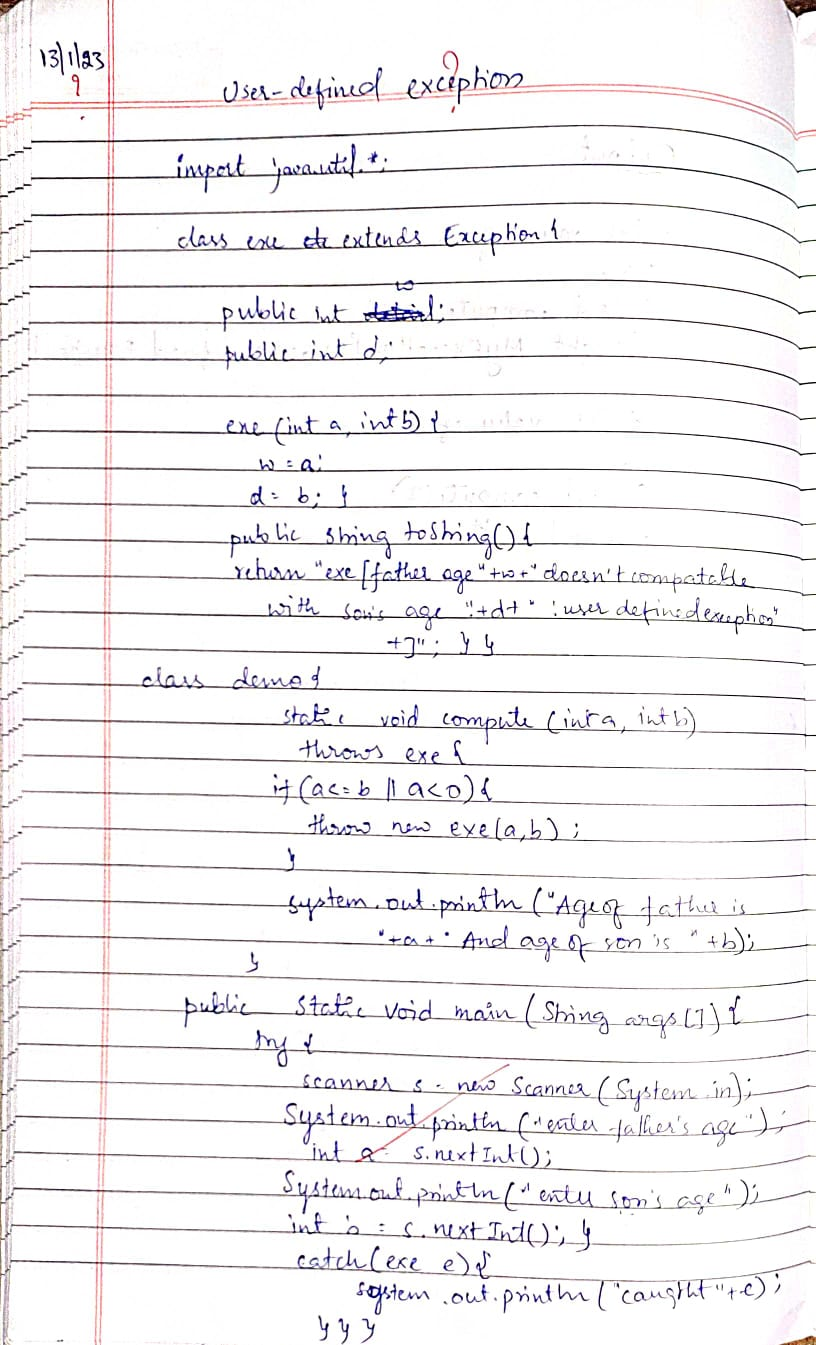 13/1/23
9
User-defined exception
import java.util.*;
class exe extends Exception {
w
public int ;
public int d;
exe (int a, int b) {
w = a;
d = b; }
public string toString() {
return "exe [father age "+w+" doesn't compatable
with son's age "+d+" : user defined exception"
+]"; } }
class demo {
static void compute (int a, int b)
throws exe {
if (a<=b || a<0) {
throw new exe(a,b);
}
system.out.println ("Age of father is
"+a+" And age of son is " +b);
}
public static void main (String args[]) {
try {
scanner s = new Scanner (System.in);
System.out.println ("enter father's age");
int a = s.nextInt();
System.out.println ("enter son's age");
int b = s.nextInt(); }
catch (exe e) {
system.out.println ("caught"+e);
} } }